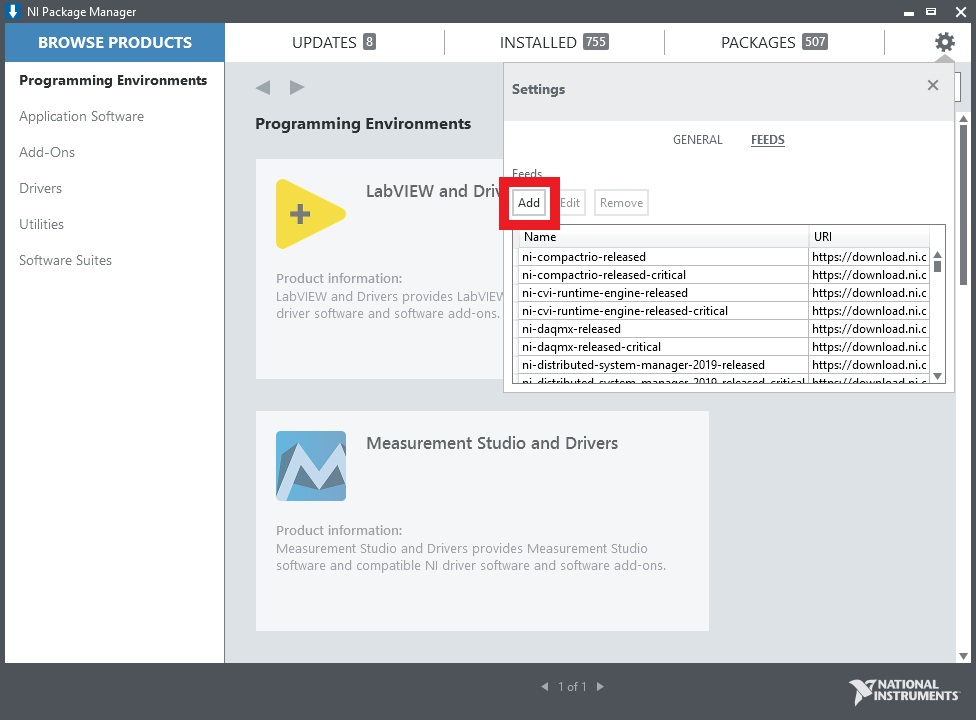 NI Package Manager
BROWSE PRODUCTS
UPDATES 8
INSTALLED 755
PACKAGES 507
Programming Environments
Application Software
Add-Ons
Drivers
Utilities
Software Suites
Programming Environments
LabVIEW and Driv
Product information:
LabVIEW and Drivers provides LabVIEW
driver software and software add-ons.
Measurement Studio and Drivers
Product information:
Measurement Studio and Drivers provides Measurement Studio
software and compatible NI driver software and software add-ons.
Settings
GENERAL FEEDS
Feeds
Add Edit Remove
Name URI
ni-compactrio-released https://download.ni.c
ni-compactrio-released-critical https://download.ni.c
ni-cvi-runtime-engine-released https://download.ni.c
ni-cvi-runtime-engine-released-critical https://download.ni.c
ni-daqmx-released https://download.ni.c
ni-daqmx-released-critical https://download.ni.c
ni-distributed-system-manager-2019-released https://download.ni.c
ni-distributed-system-manager-2019-released-critical https://download.ni.c
1 of 1
NATIONAL
INSTRUMENTS